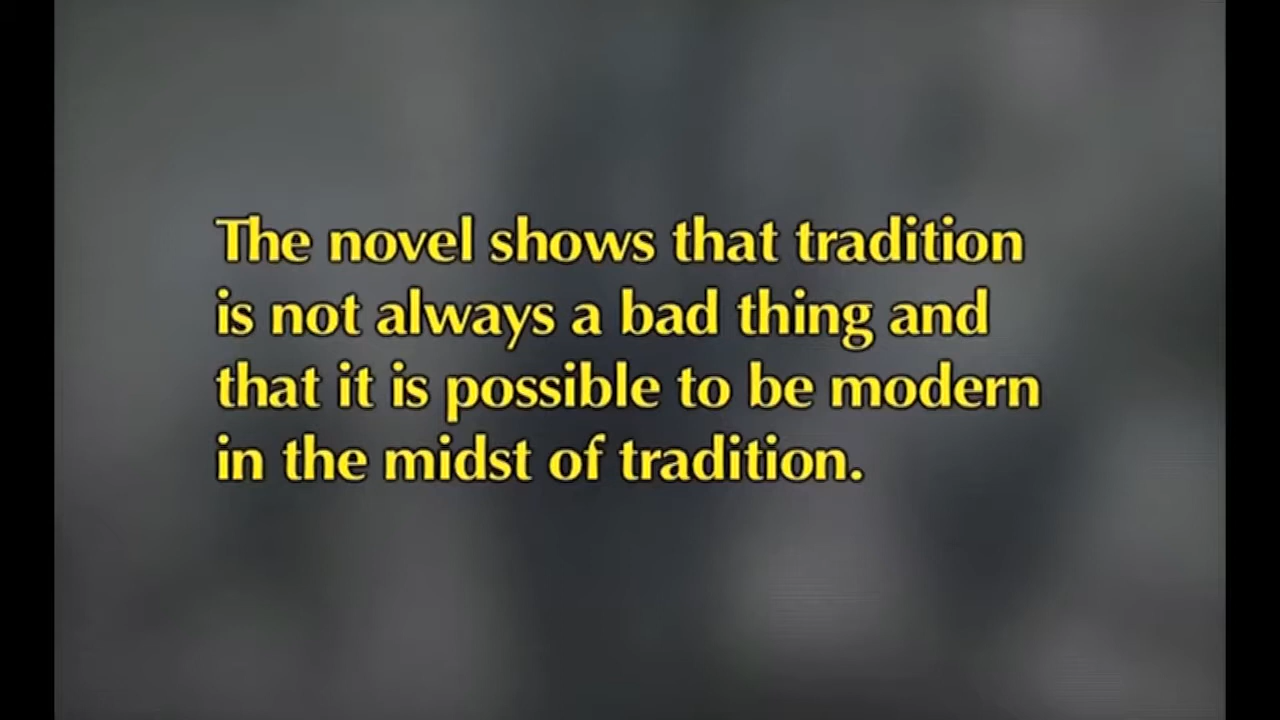 The novel shows that tradition
is not always a bad thing and
that it is possible to be modern
in the midst of tradition.